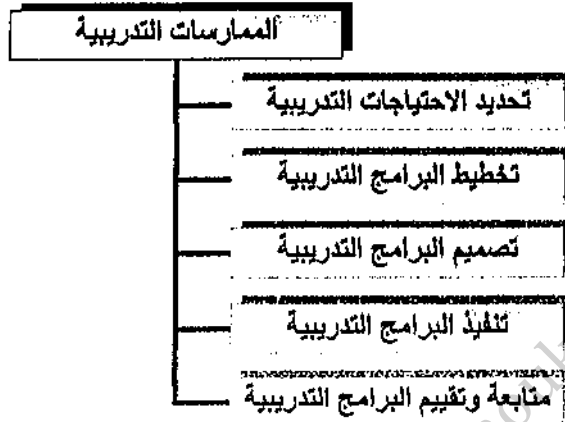 الممارسات التدريبية
تحديد الاحتياجات التدريبية
تخطيط البرامج التدريبية
تصميم البرامج التدريبية
تنفيذ البرامج التدريبية
متابعة وتقييم البرامج التدريبية